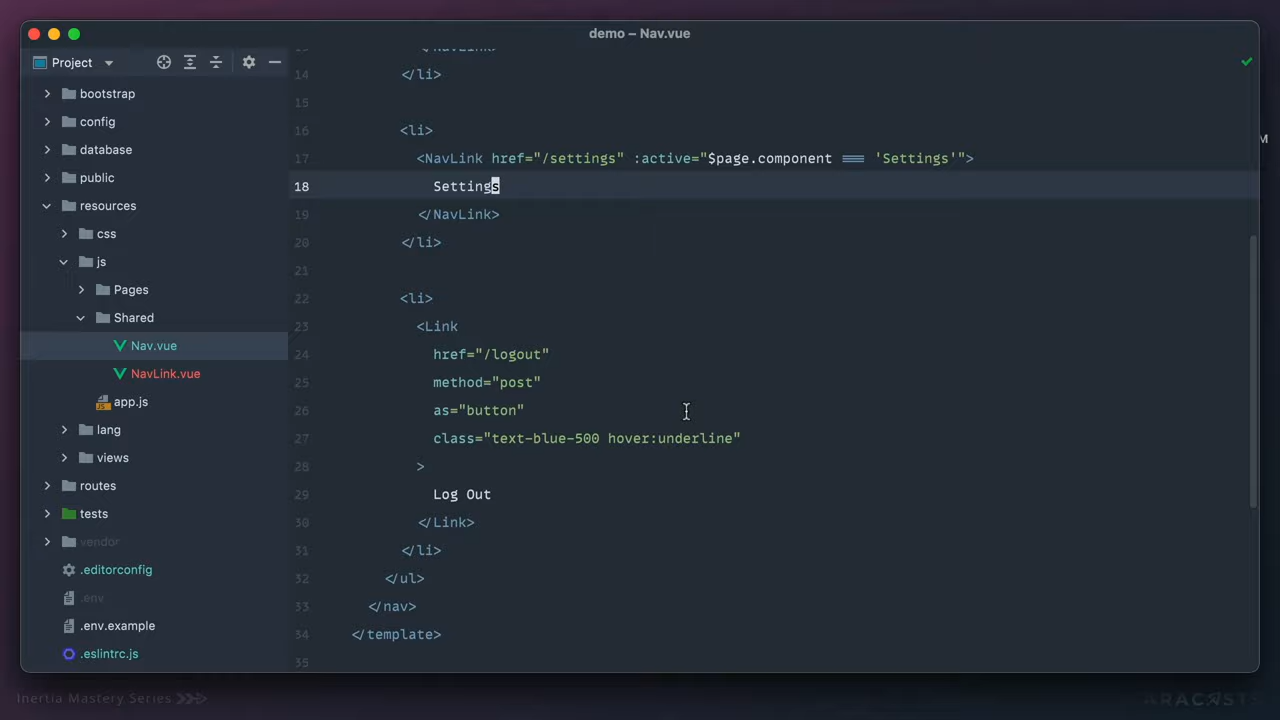 demo – Nav.vue
Project
bootstrap
config
database
public
resources
css
js
Pages
Shared
Nav.vue
NavLink.vue
app.js
lang
views
routes
tests
vendor
.editorconfig
.env
.env.example
.eslintrc.js
</NavLink>
14 </li>
15
16 <li>
17 <NavLink href="/settings" :active="$page.component === 'Settings'">
18 Settings
19 </NavLink>
20 </li>
21
22 <li>
23 <Link
24 href="/logout"
25 method="post"
26 as="button"
27 class="text-blue-500 hover:underline"
28 >
29 Log Out
30 </Link>
31 </li>
32 </ul>
33 </nav>
34 </template>
35
M
Inertia Mastery Series
ARACASTS